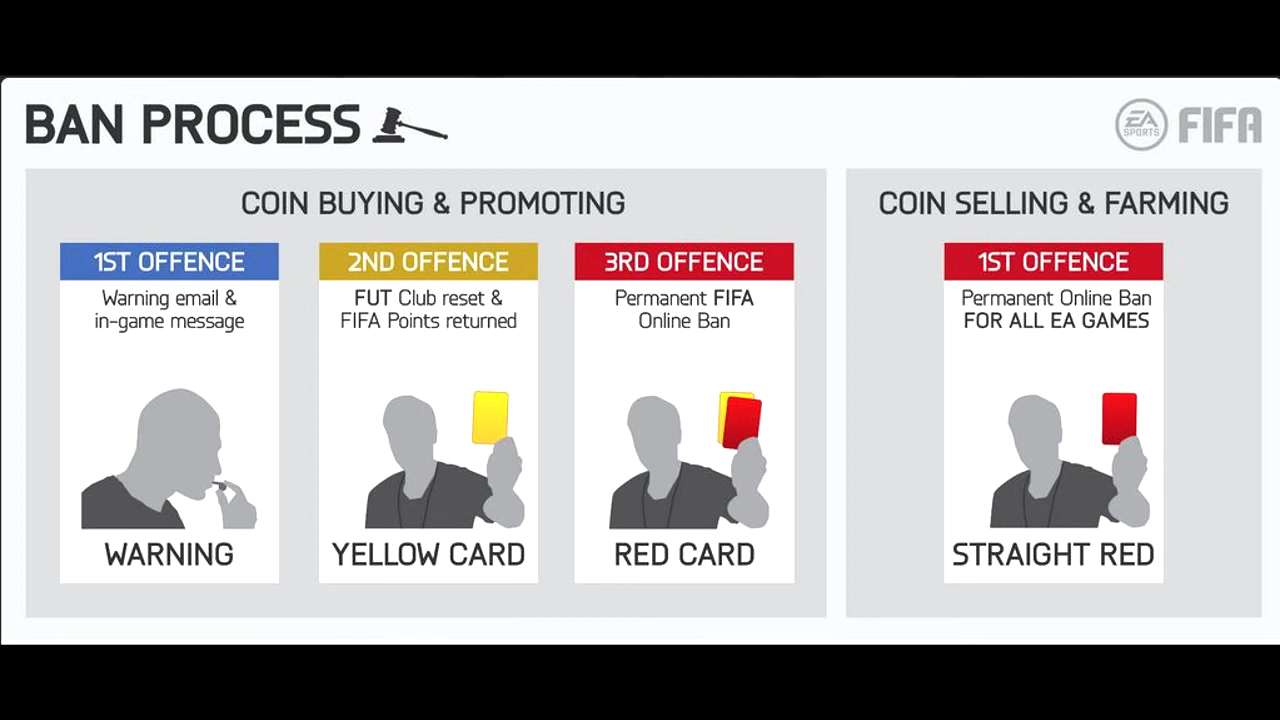 BAN PROCESS
EA
SPORTS
FIFA
COIN BUYING & PROMOTING
1ST OFFENCE
Warning email &
in-game message
WARNING
2ND OFFENCE
FUT Club reset &
FIFA Points returned
YELLOW CARD
3RD OFFENCE
Permanent FIFA
Online Ban
RED CARD
COIN SELLING & FARMING
1ST OFFENCE
Permanent Online Ban
FOR ALL EA GAMES
STRAIGHT RED